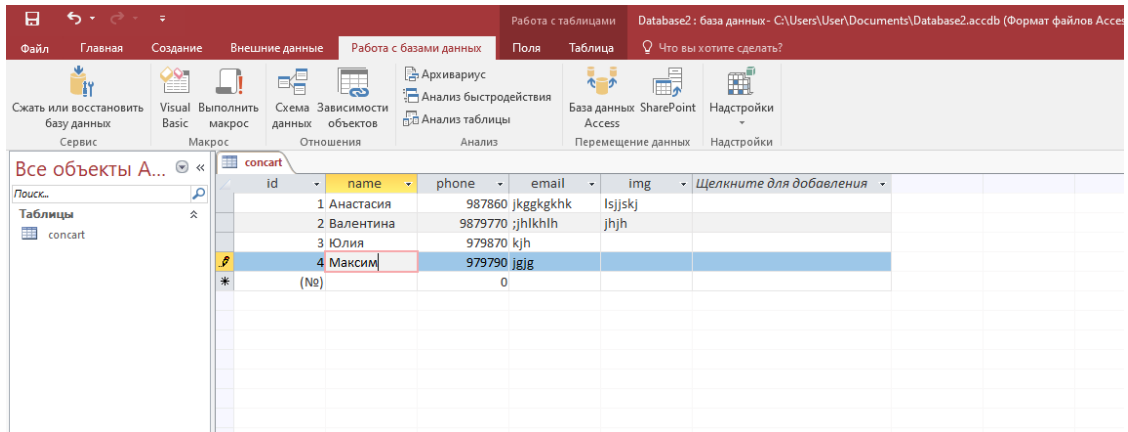 Работа с таблицами Database2 : база данных- C:\Users\User\Documents\Database2.accdb (Формат файлов Acces
Файл Главная Создание Внешние данные Работа с базами данных Поля Таблица Что вы хотите сделать?
Сжать или восстановить базу данных
Visual Basic
Выполнить макрос
Схема данных
Зависимости объектов
Архивариус
Анализ быстродействия
Анализ таблицы
База данных Access
SharePoint
Надстройки
Сервис Макрос Отношения Анализ Перемещение данных Надстройки
Все объекты A...
Поиск...
Таблицы
concart
concart
id name phone email img Щелкните для добавления
1 Анастасия 987860 jkggkgkhk lsjjskj
2 Валентина 9879770 ;jhlkhlh jhjh
3 Юлия 979870 kjh
4 Максим 979790 jgjg
(№) 0